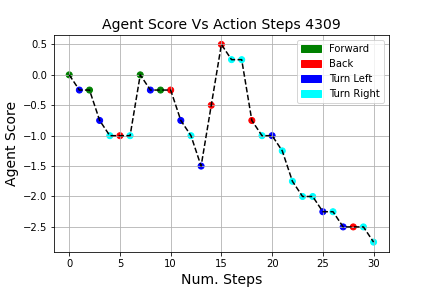 Agent Score Vs Action Steps 4309
Forward
Back
Turn Left
Turn Right
Agent Score
0.5
0.0
−0.5
−1.0
−1.5
−2.0
−2.5
0 5 10 15 20 25 30
Num. Steps